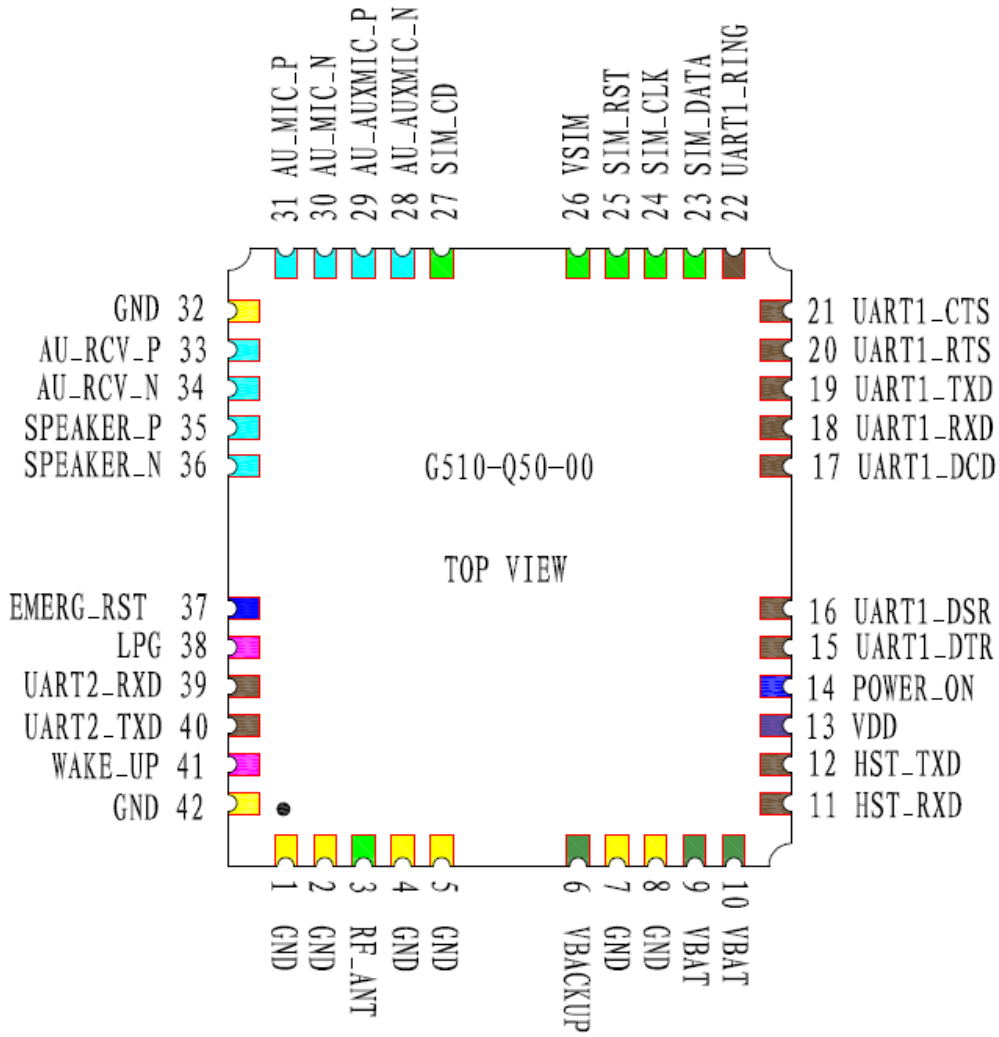 31 AU_MIC_P
30 AU_MIC_N
29 AU_AUXMIC_P
28 AU_AUXMIC_N
27 SIM_CD
26 VSIM
25 SIM_RST
24 SIM_CLK
23 SIM_DATA
22 UART1_RING
GND 32
AU_RCV_P 33
AU_RCV_N 34
SPEAKER_P 35
SPEAKER_N 36
EMERG_RST 37
LPG 38
UART2_RXD 39
UART2_TXD 40
WAKE_UP 41
GND 42
G510-Q50-00
TOP VIEW
21 UART1_CTS
20 UART1_RTS
19 UART1_TXD
18 UART1_RXD
17 UART1_DCD
16 UART1_DSR
15 UART1_DTR
14 POWER_ON
13 VDD
12 HST_TXD
11 HST_RXD
1 GND
2 GND
3 RF_ANT
4 GND
5 GND
6 VBACKUP
7 GND
8 GND
9 VBAT
10 VBAT